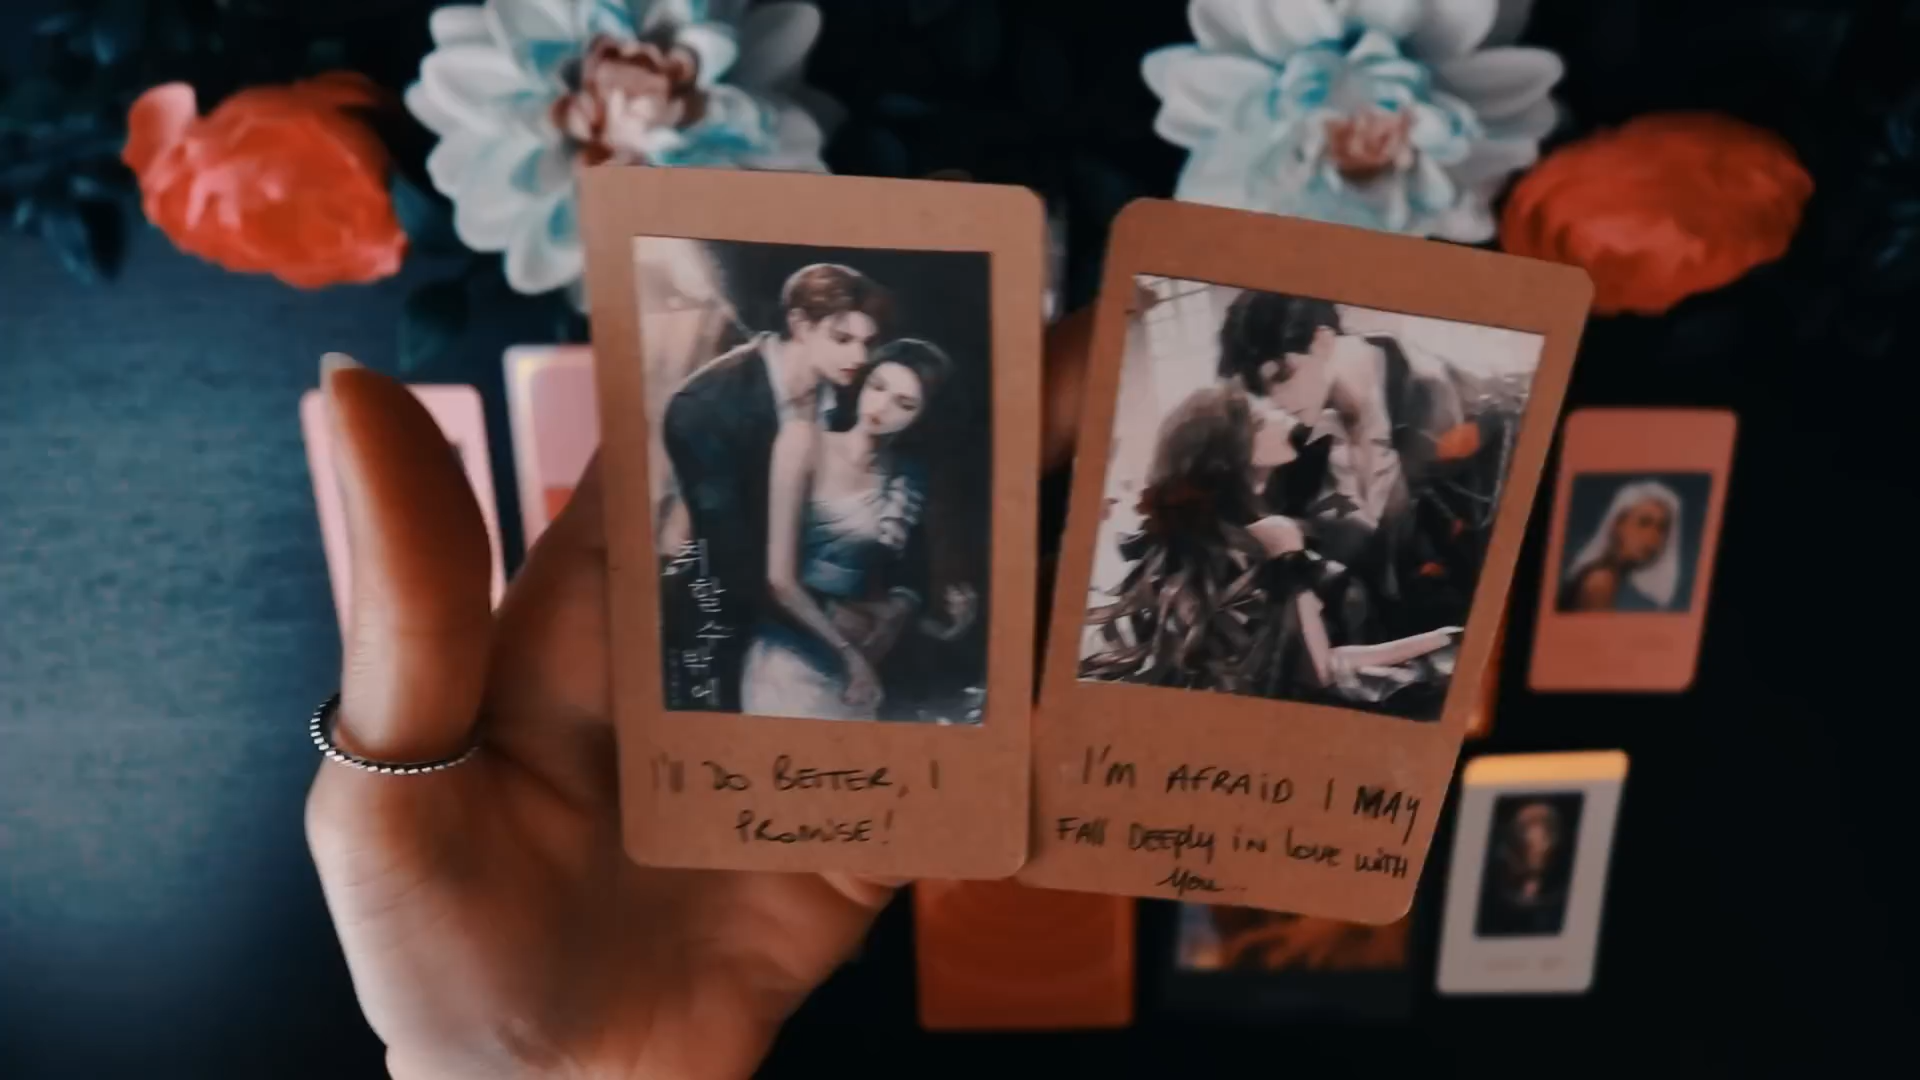 I'll DO BETTER, I
PROMISE!
I'M AFRAID I MAY
FAll DEEPly iN love wiTH
You...